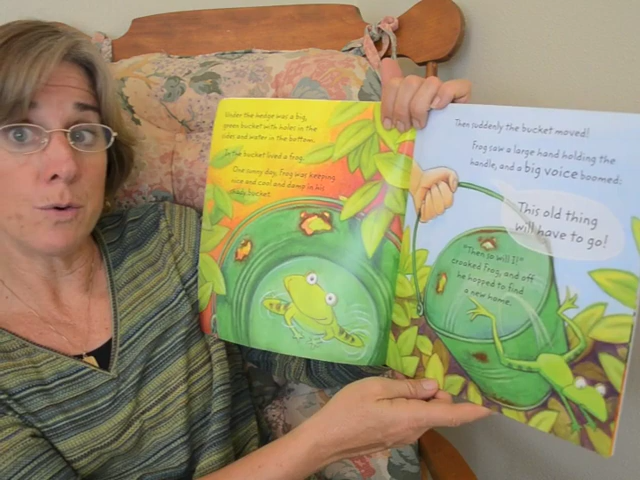 Under the hedge was a big,
green bucket with holes in the
sides and water in the bottom.
In the bucket lived a frog.
One sunny day, Frog was keeping
nice and cool and damp in his
bucket.
Then suddenly the bucket moved!
Frog saw a large hand holding the
handle, and a big voice boomed:
This old thing
will have to go!
"Then so will I!"
croaked Frog, and off
he hopped to find
a new home.